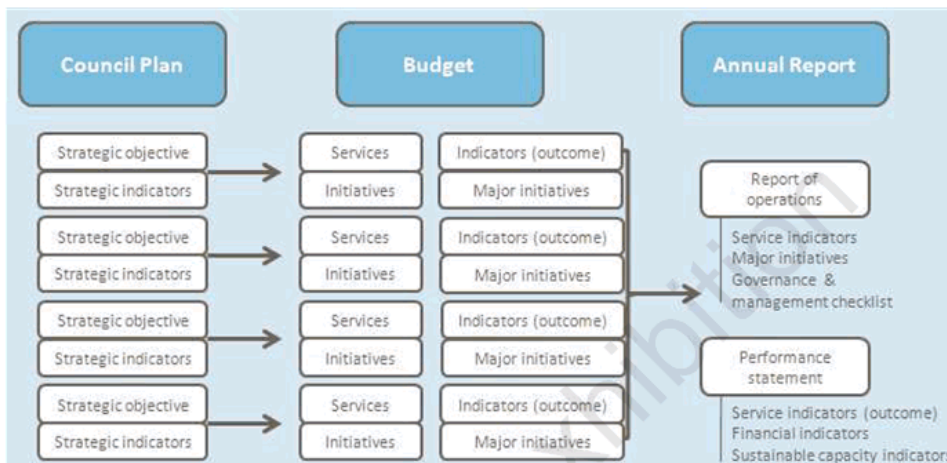 Council Plan
Budget
Annual Report
Strategic objective
Strategic indicators
Services
Initiatives
Indicators (outcome)
Major initiatives
Strategic objective
Strategic indicators
Services
Initiatives
Indicators (outcome)
Major initiatives
Strategic objective
Strategic indicators
Services
Initiatives
Indicators (outcome)
Major initiatives
Strategic objective
Strategic indicators
Services
Initiatives
Indicators (outcome)
Major initiatives
Report of
operations
Service Indicators
Major initiatives
Governance &
management checklist
Performance
statement
Service indicators (outcome)
Financial indicators
Sustainable capacity indicators